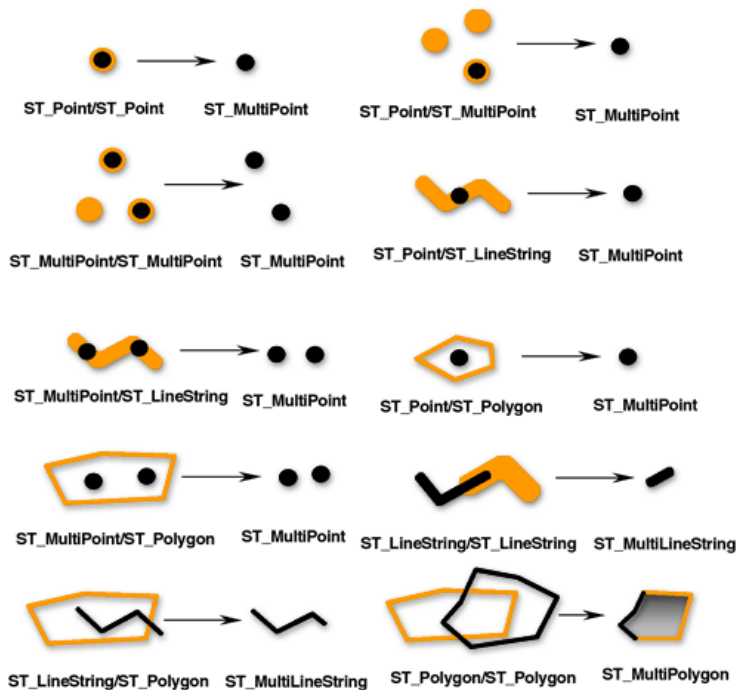 ST_Point/ST_Point
ST_MultiPoint
ST_Point/ST_MultiPoint
ST_MultiPoint
ST_MultiPoint/ST_MultiPoint
ST_MultiPoint
ST_Point/ST_LineString
ST_MultiPoint
ST_MultiPoint/ST_LineString
ST_MultiPoint
ST_Point/ST_Polygon
ST_MultiPoint
ST_MultiPoint/ST_Polygon
ST_MultiPoint
ST_LineString/ST_LineString
ST_MultiLineString
ST_LineString/ST_Polygon
ST_MultiLineString
ST_Polygon/ST_Polygon
ST_MultiPolygon